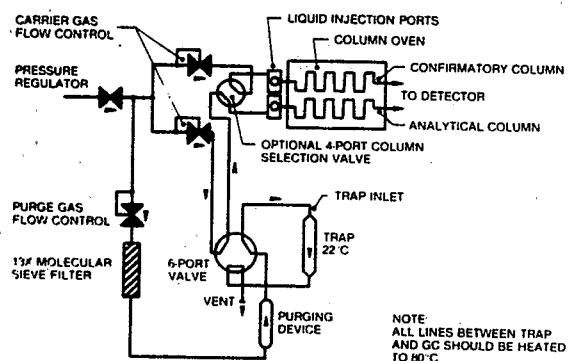 CARRIER GAS
FLOW CONTROL
LIQUID INJECTION PORTS
COLUMN OVEN
PRESSURE
REGULATOR
CONFIRMATORY COLUMN
TO DETECTOR
ANALYTICAL COLUMN
OPTIONAL 4-PORT COLUMN
SELECTION VALVE
PURGE GAS
FLOW CONTROL
TRAP INLET
TRAP
22°C
13X MOLECULAR
SIEVE FILTER
6-PORT
VALVE
VENT
PURGING
DEVICE
NOTE
ALL LINES BETWEEN TRAP
AND GC SHOULD BE HEATED
TO 80°C